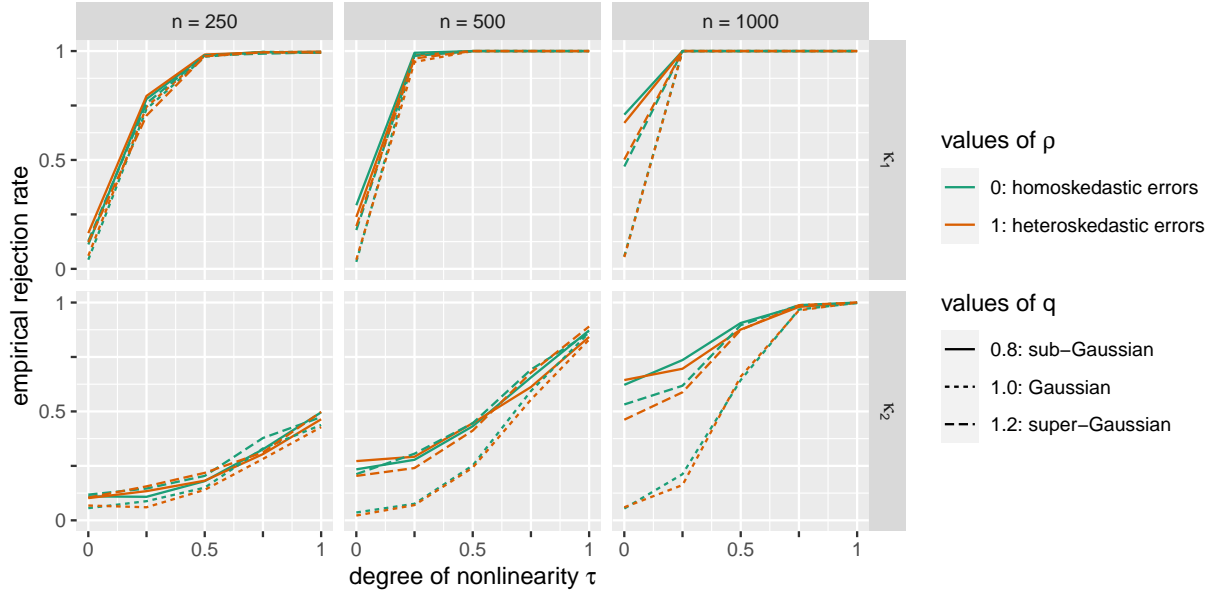 n = 250
n = 500
n = 1000
1
0.5
0
κ1
1
0.5
0
κ2
0
0.5
1
0
0.5
1
0
0.5
1
empirical rejection rate
degree of nonlinearity τ
values of ρ
0: homoskedastic errors
1: heteroskedastic errors
values of q
0.8: sub−Gaussian
1.0: Gaussian
1.2: super−Gaussian